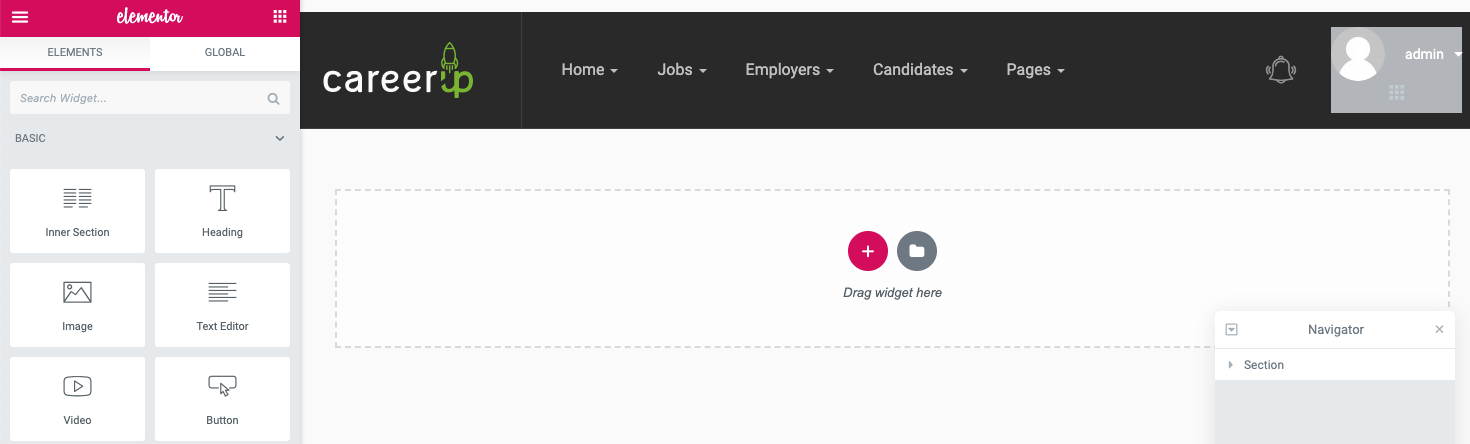 elementor
ELEMENTS GLOBAL
Search Widget...
BASIC
Inner Section Heading
Image Text Editor
Video Button
careerup
Home Jobs Employers Candidates Pages
admin
Drag widget here
Navigator
Section